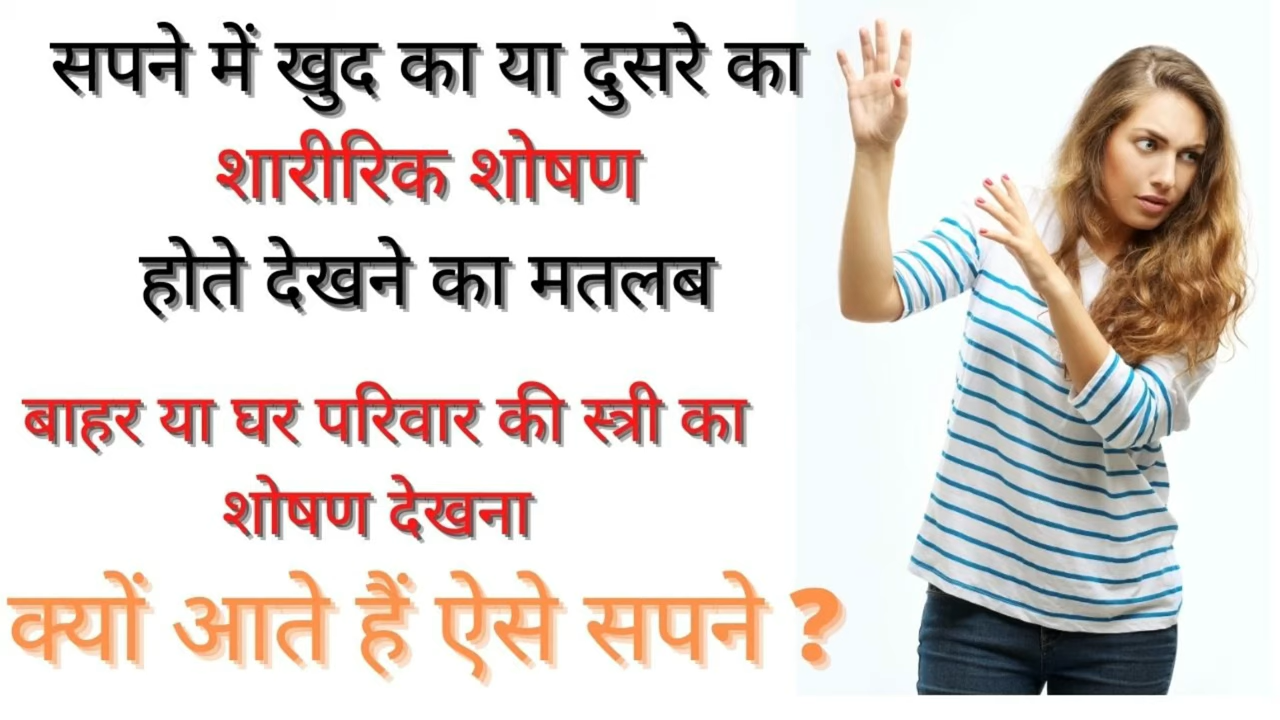 सपने में खुद का या दुसरे का
शारीरिक शोषण
होते देखने का मतलब
बाहर या घर परिवार की स्त्री का
शोषण देखना
क्यों आते हैं ऐसे सपने ?